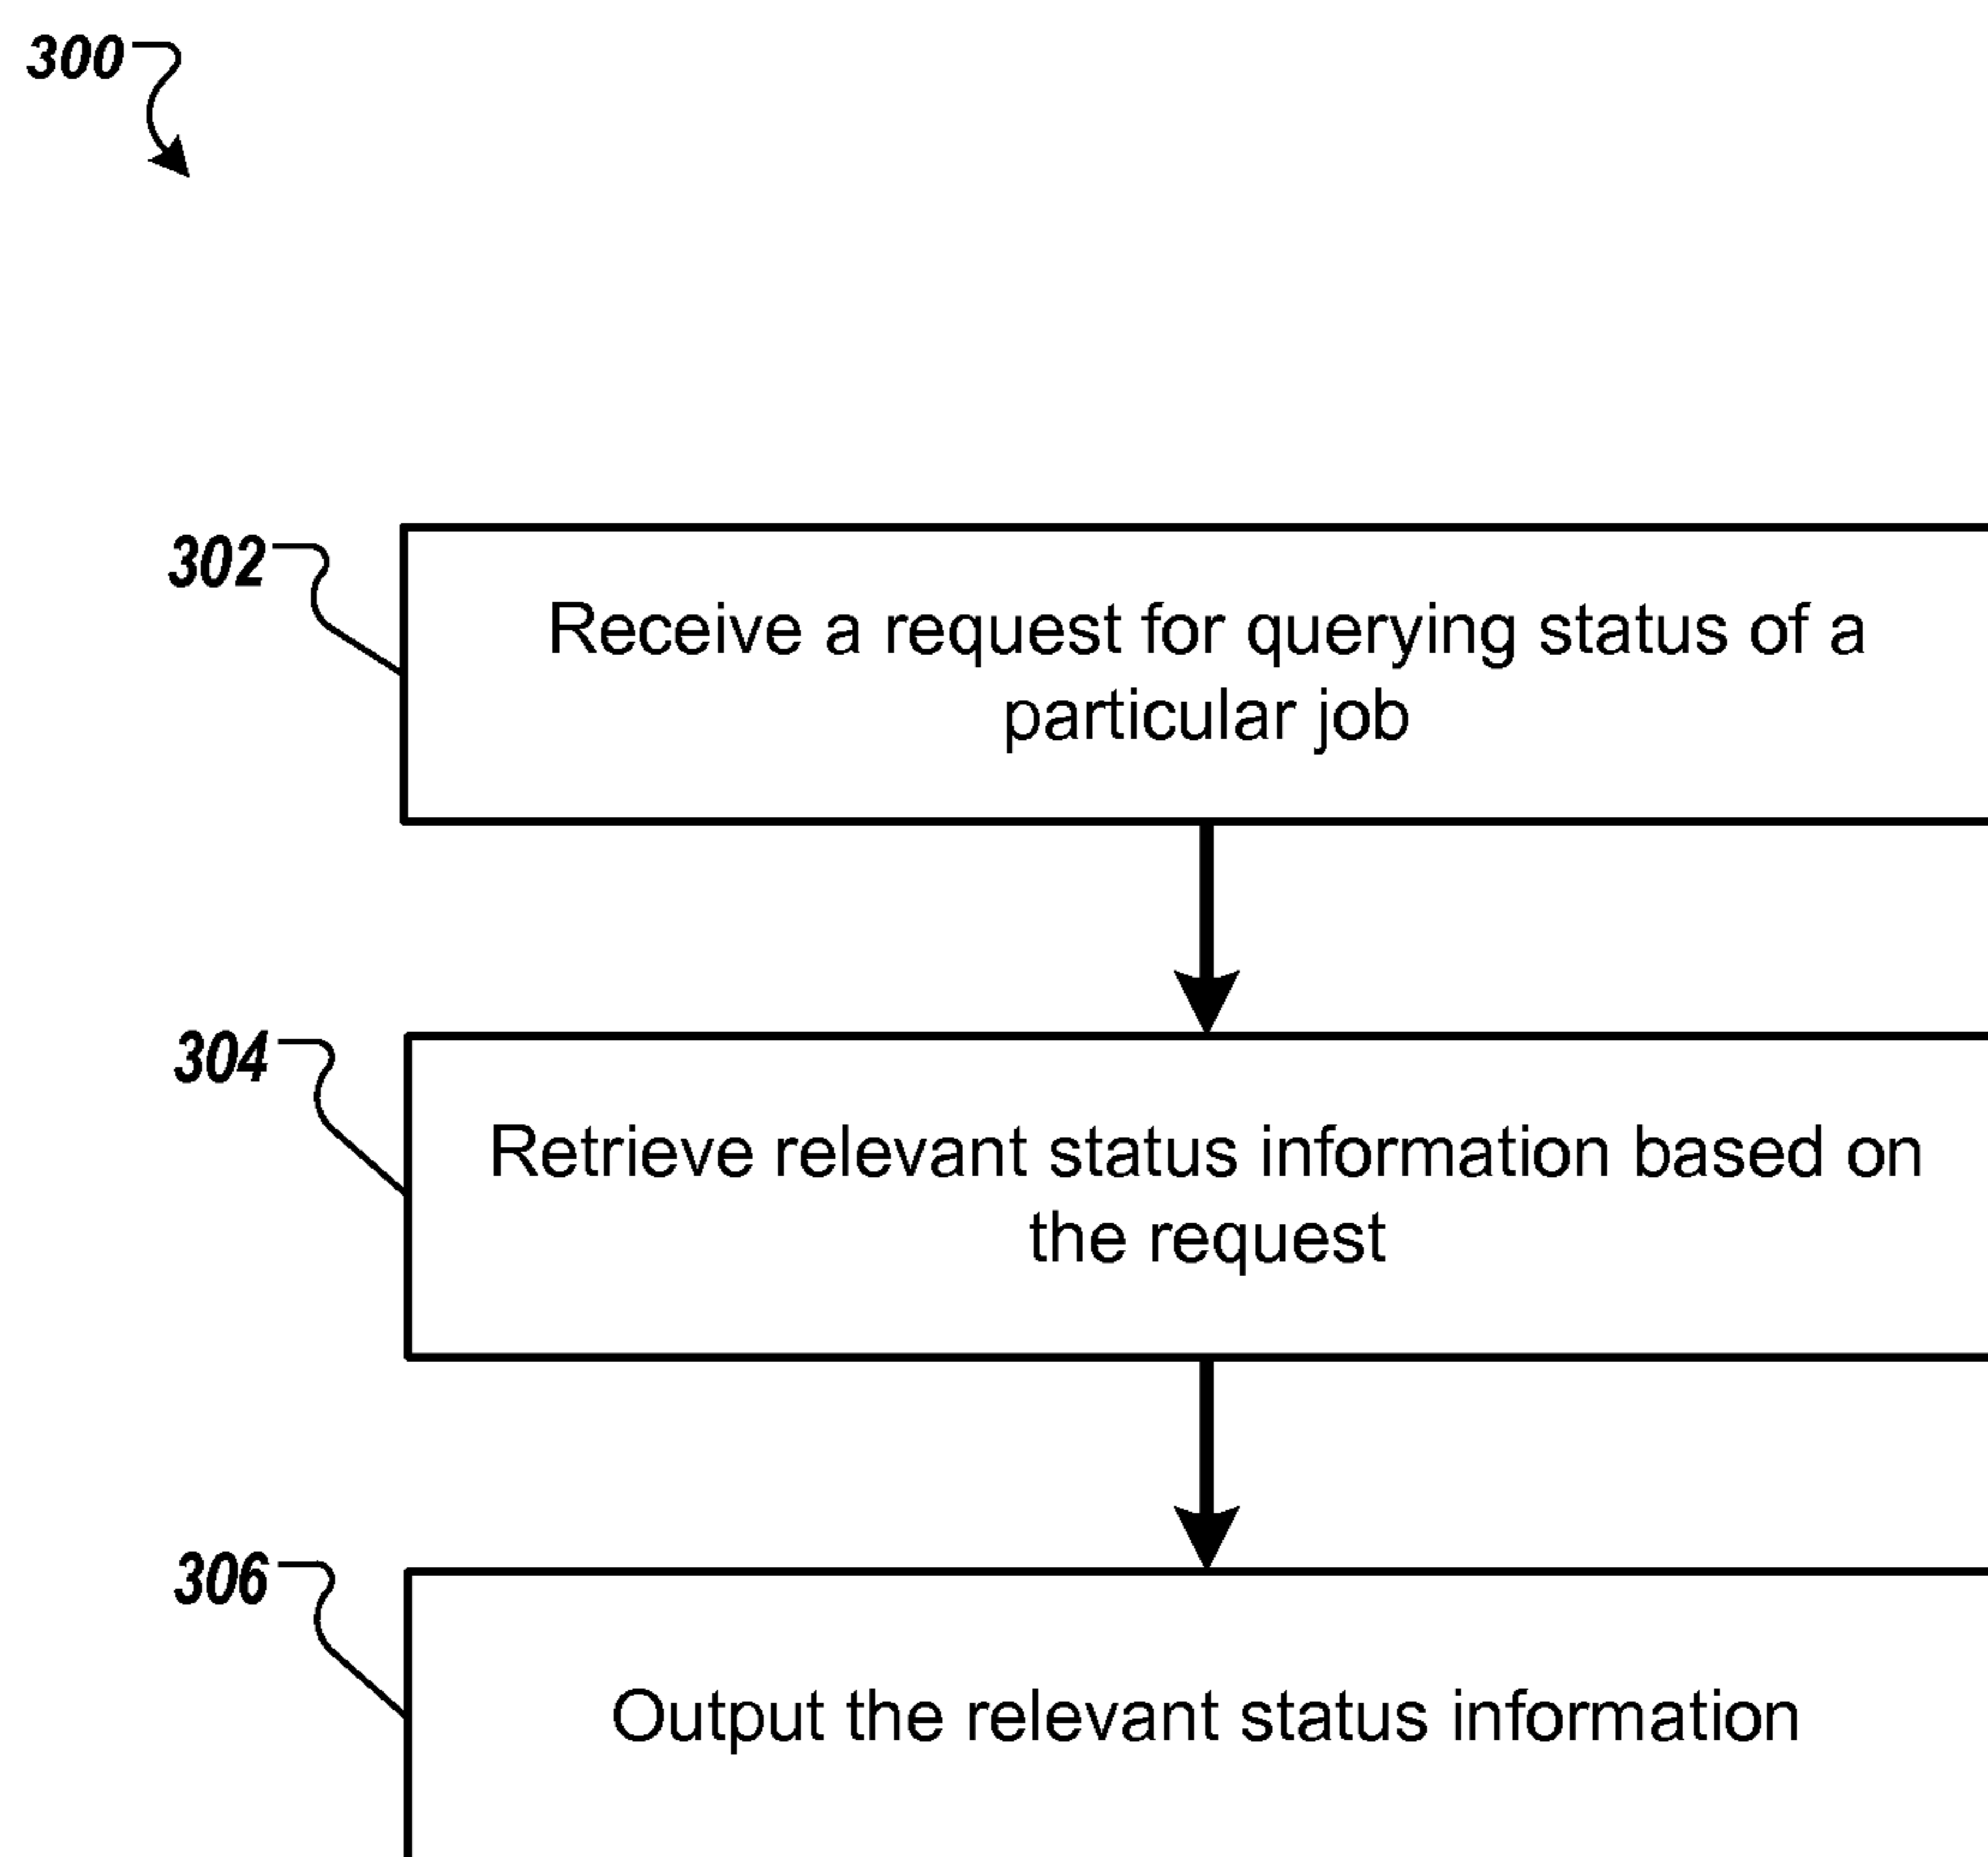 300
302
Receive a request for querying status of a
particular job
304
Retrieve relevant status information based on
the request
306
Output the relevant status information